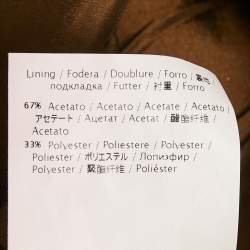 Lining / Fodera / Doublure / Forro /
подкладка / Futter / 衬里 / Forro
67% Acetato / Acetato / Acetate / Acetato /
アセテート / Ацетат / Acetat / 醋酯纤维 /
Acetato
33% Polyester / Poliestere / Polyester /
Poliester / ポリエステル / Полиэфир /
Polyester / 聚酯纤维 / Poliéster